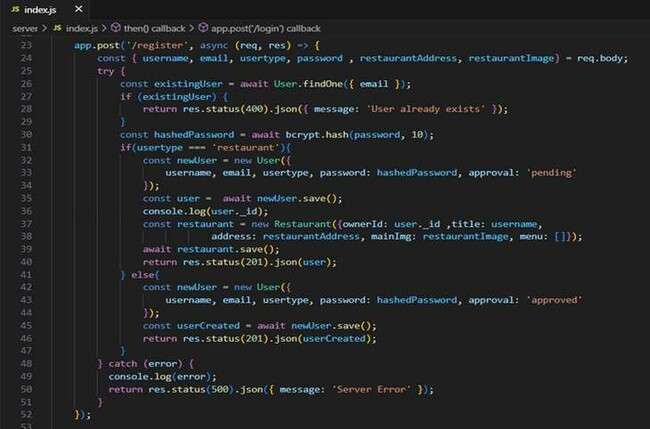 JS index.js ×
server > JS index.js > then() callback > app.post('/login') callback
23 app.post('/register', async (req, res) => {
24 const { username, email, usertype, password , restaurantAddress, restaurantImage} = req.body;
25 try {
26 const existingUser = await User.findOne({ email });
27 if (existingUser) {
28 return res.status(400).json({ message: 'User already exists' });
29 }
30 const hashedPassword = await bcrypt.hash(password, 10);
31 if(usertype === 'restaurant'){
32 const newUser = new User({
33 username, email, usertype, password: hashedPassword, approval: 'pending'
34 });
35 const user = await newUser.save();
36 console.log(user._id);
37 const restaurant = new Restaurant({ownerId: user._id ,title: username,
38 address: restaurantAddress, mainImg: restaurantImage, menu: []});
39 await restaurant.save();
40 return res.status(201).json(user);
41 } else{
42 const newUser = new User({
43 username, email, usertype, password: hashedPassword, approval: 'approved'
44 });
45 const userCreated = await newUser.save();
46 return res.status(201).json(userCreated);
47 }
48 } catch (error) {
49 console.log(error);
50 return res.status(500).json({ message: 'Server Error' });
51 }
52 });
53